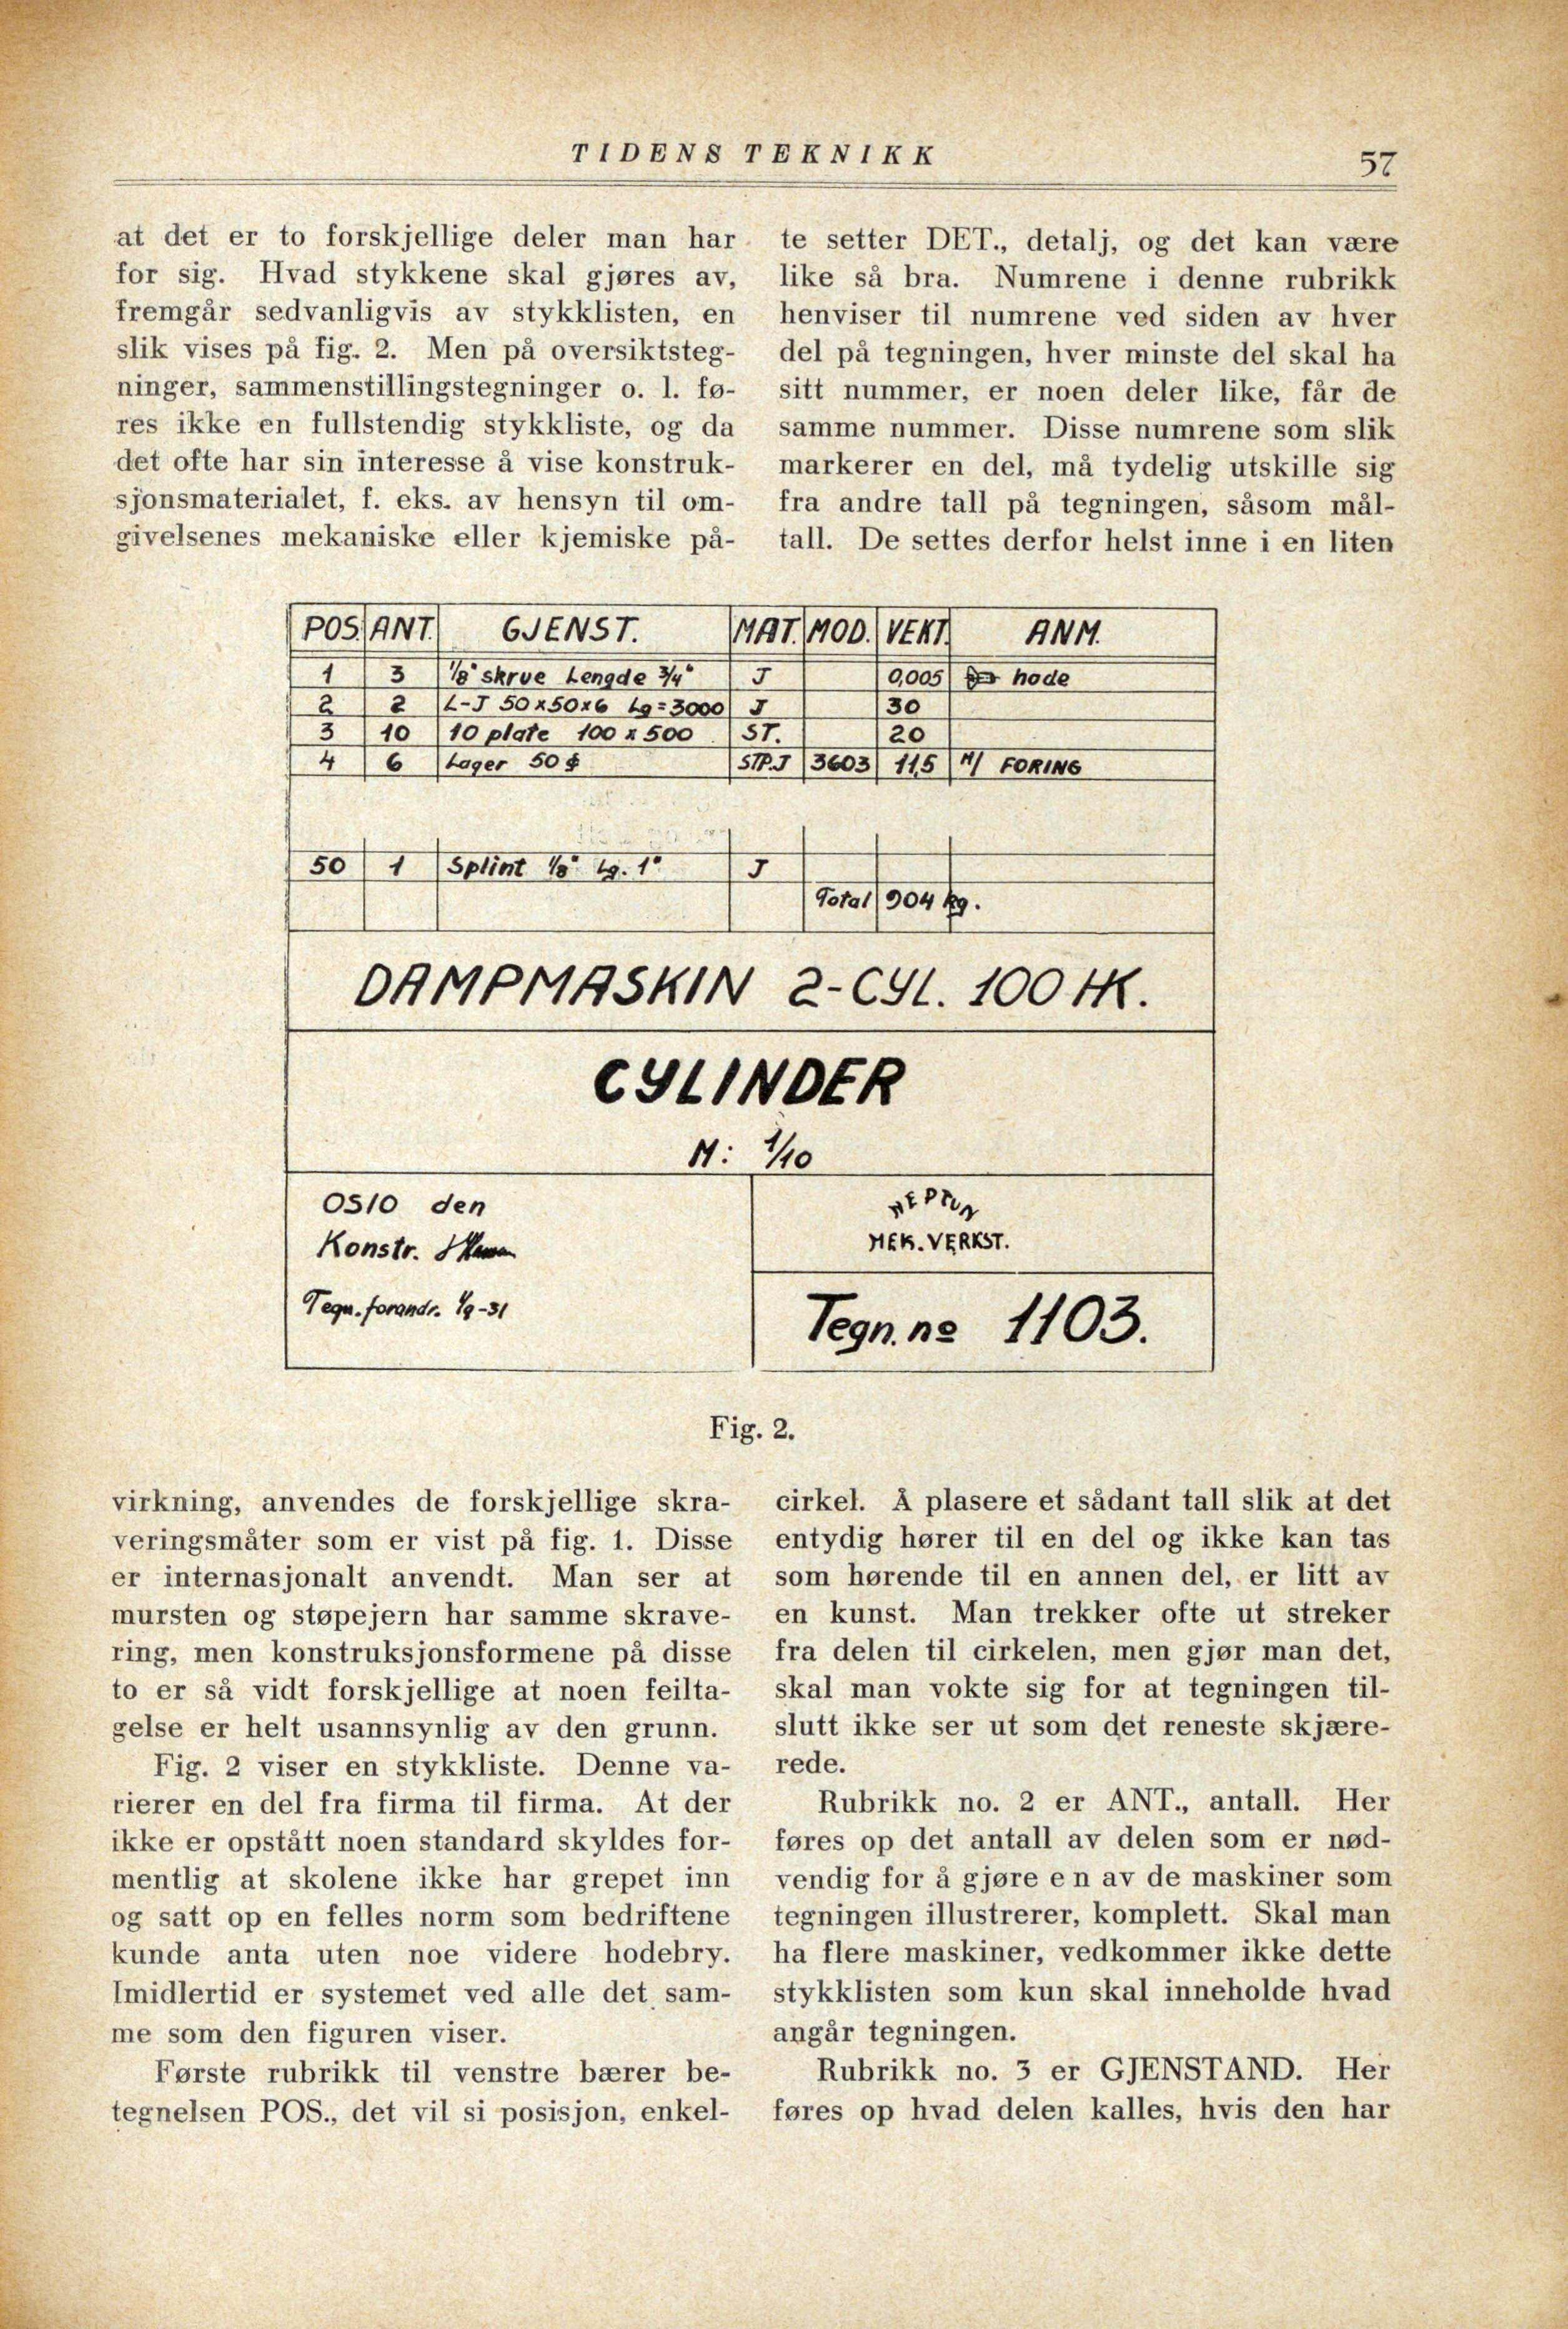 TIDENS TEKNIKK
57
at det er to forskjellige deler man har
for sig. Hvad stykkene skal gjøres av,
fremgår sedvanligvis av stykklisten, en
slik vises på fig. 2. Men på oversiktsteg-
ninger, sammenstillingstegninger o. l. fø-
res ikke en fullstendig stykkliste, og da
det ofte har sin interesse å vise konstruk-
sjonsmaterialet, f. eks. av hensyn til om-
givelsenes mekaniske eller kjemiske på-
te setter DET., detalj, og det kan være
like så bra. Numrene i denne rubrikk
henviser til numrene ved siden av hver
del på tegningen, hver minste del skal ha
sitt nummer, er noen deler like, får de
samme nummer. Disse numrene som slik
markerer en del, må tydelig utskille sig
fra andre tall på tegningen, såsom mål-
tall. De settes derfor helst inne i en liten
POS. ANT. GJENST. MAT. MOD. VEKT ANM.
1 3 1/8" skrue Lengde 3/4" J 0,005 hode
2 2 L-J 50x50x6 Lg=3000 J 30
3 10 10 plate 100 x 500 ST. 20
4 6 Lager 50 STP.J 3603 11,5 M/ FORING
50 1 Splint 1/8" Lg. 1" J
Total 904 kg.
DAMPMASKIN 2-CYL. 100 HK.
CYLINDER
M: 1/10
OSLO den
Konstr.
Tegn. forandr. 1/9-31
NEPTUN
MEK. VERKST.
Tegn. no 1103.
Fig. 2.
virkning, anvendes de forskjellige skra-
veringsmåter som er vist på fig. 1. Disse
er internasjonalt anvendt. Man ser at
mursten og støpejern har samme skrave-
ring, men konstruksjonsformene på disse
to er så vidt forskjellige at noen feilta-
gelse er helt usannsynlig av den grunn.
Fig. 2 viser en stykkliste. Denne va-
rierer en del fra firma til firma. At der
ikke er opstått noen standard skyldes for-
mentlig at skolene ikke har grepet inn
og satt op en felles norm som bedriftene
kunde anta uten noe videre hodebry.
Imidlertid er systemet ved alle det sam-
me som den figuren viser.
Første rubrikk til venstre bærer be-
tegnelsen POS., det vil si posisjon, enkel-
cirkel. Å plasere et sådant tall slik at det
entydig hører til en del og ikke kan tas
som hørende til en annen del, er litt av
en kunst. Man trekker ofte ut streker
fra delen til cirkelen, men gjør man det,
skal man vokte sig for at tegningen til-
slutt ikke ser ut som det reneste skjære-
rede.
Rubrikk no. 2 er ANT., antall. Her
føres op det antall av delen som er nød-
vendig for å gjøre e n av de maskiner som
tegningen illustrerer, komplett. Skal man
ha flere maskiner, vedkommer ikke dette
stykklisten som kun skal inneholde hvad
angår tegningen.
Rubrikk no. 3 er GJENSTAND. Her
føres op hvad delen kalles, hvis den har